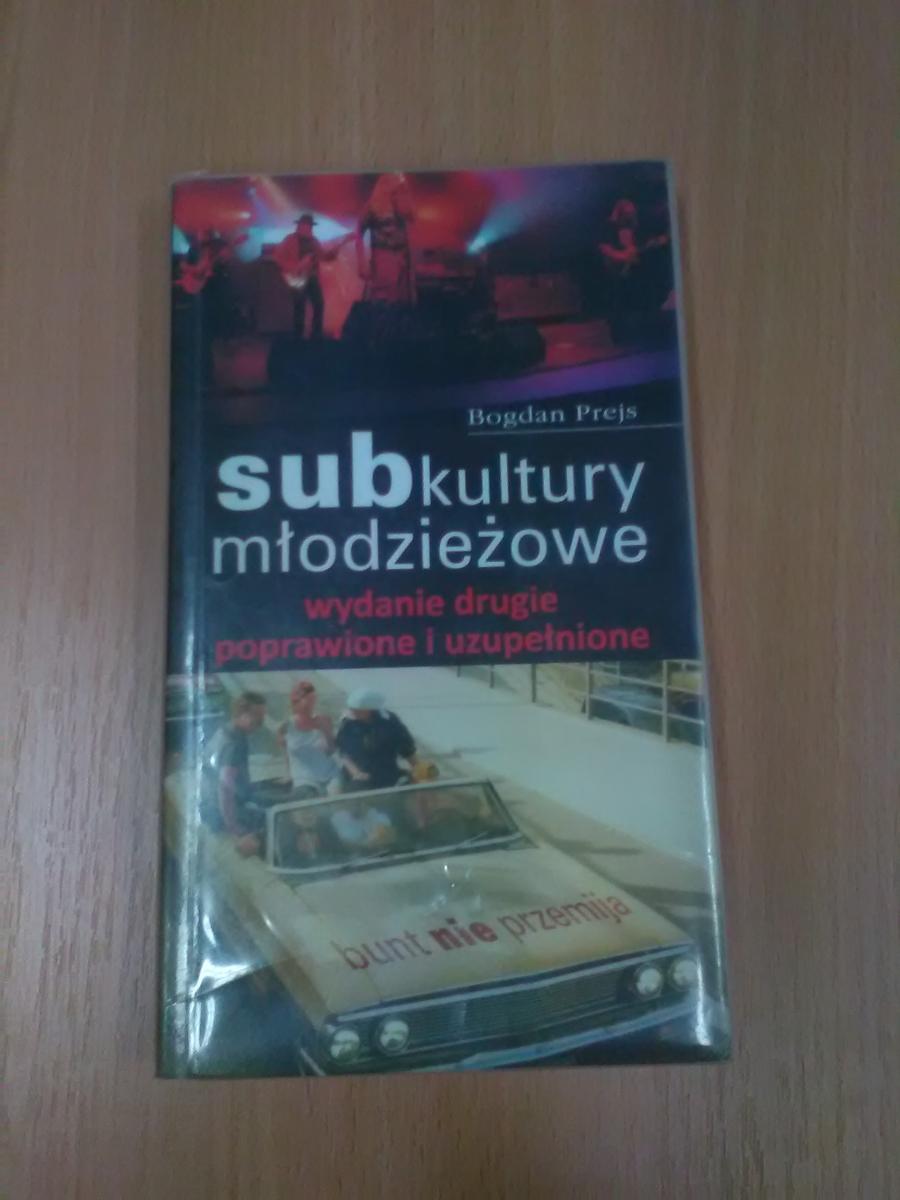 Bogdan Prejs
subkultury
młodzieżowe
wydanie drugie
poprawione i uzupełnione
bunt nie przemija